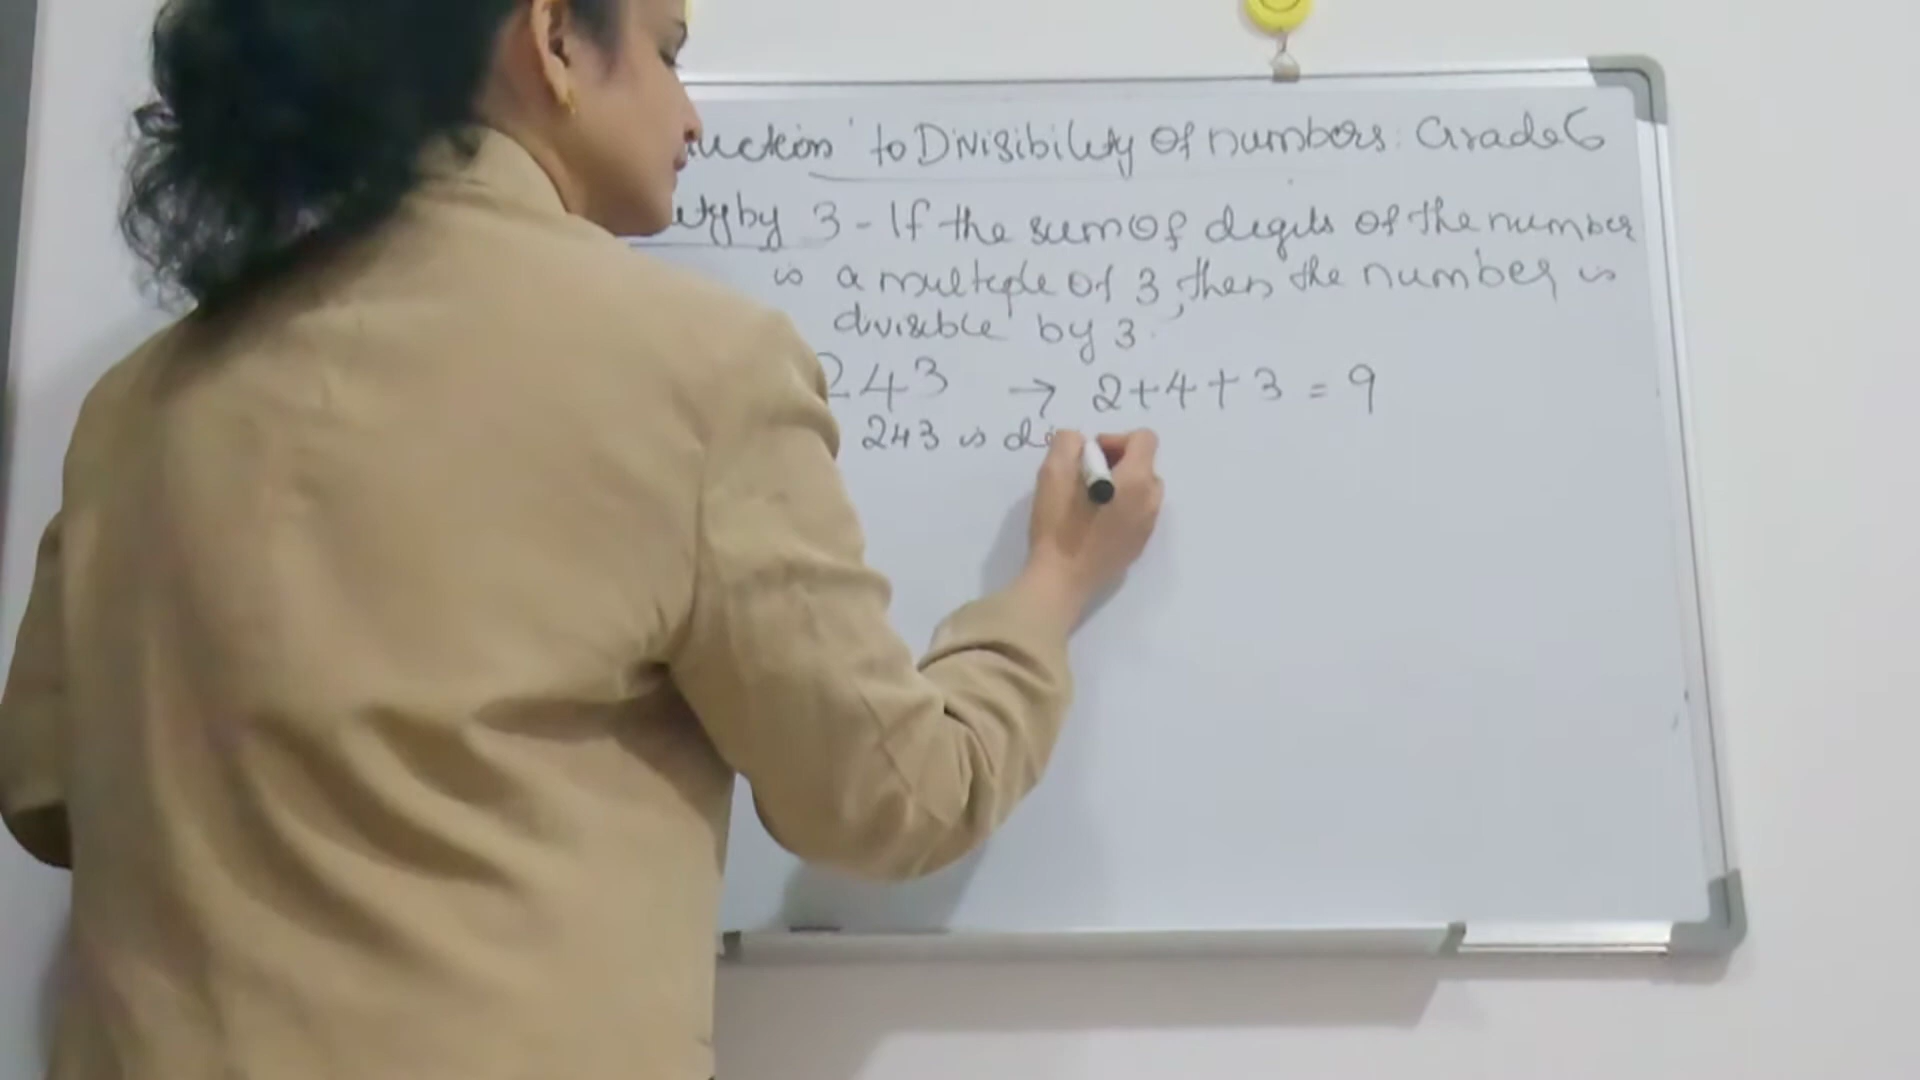 to Divisibility of numbers: Grade 6
by 3 - If the sum of digits of the number
is a multiple of 3, then the number is
divisible by 3.
243 → 2+4+3 = 9
243 is